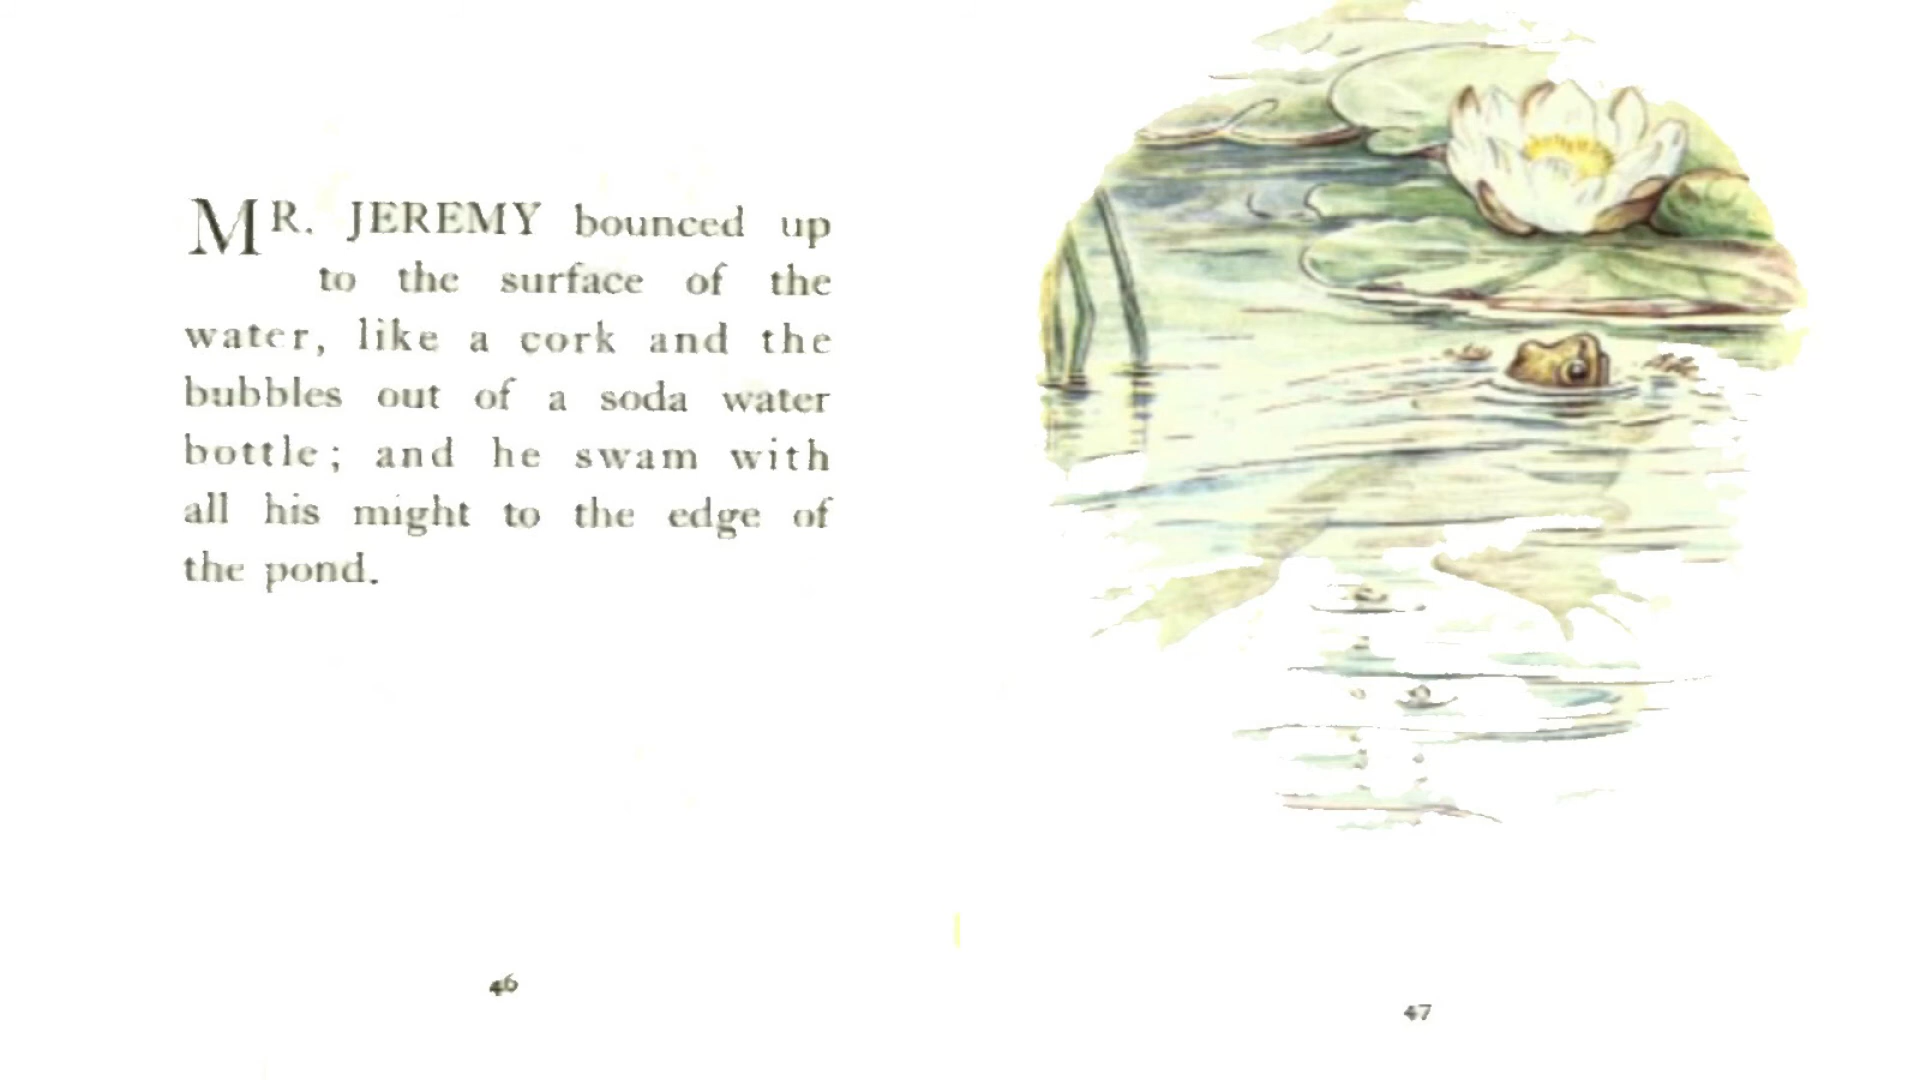 MR. JEREMY bounced up
to the surface of the
water, like a cork and the
bubbles out of a soda water
bottle; and he swam with
all his might to the edge of
the pond.
46
47